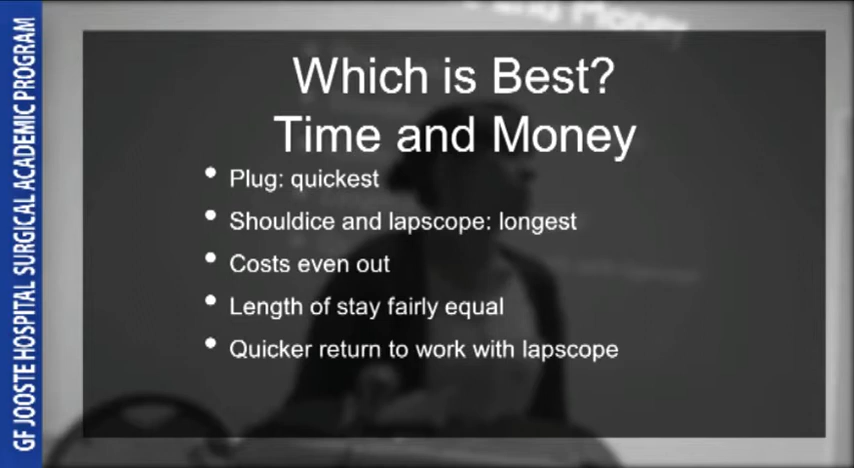 GF JOOSTE HOSPITAL SURGICAL ACADEMIC PROGRAM
Which is Best?
Time and Money
• Plug: quickest
• Shouldice and lapscope: longest
• Costs even out
• Length of stay fairly equal
• Quicker return to work with lapscope